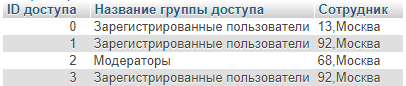 ID доступа Название группы доступа Сотрудник
0 Зарегистрированные пользователи 13,Москва
1 Зарегистрированные пользователи 92,Москва
2 Модераторы 68,Москва
3 Зарегистрированные пользователи 92,Москва